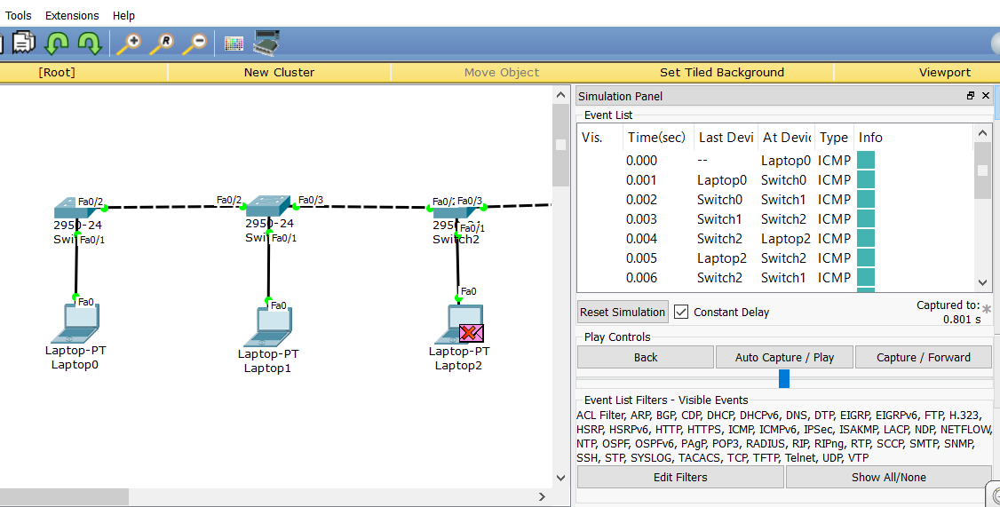 Tools Extensions Help
[Root] New Cluster Move Object Set Tiled Background Viewport
Simulation Panel
Event List
Vis. Time(sec) Last Devi At Devic Type Info
0.000 -- Laptop0 ICMP
0.001 Laptop0 Switch0 ICMP
0.002 Switch0 Switch1 ICMP
0.003 Switch1 Switch2 ICMP
0.004 Switch2 Laptop2 ICMP
0.005 Laptop2 Switch2 ICMP
0.006 Switch2 Switch1 ICMP
Reset Simulation Constant Delay Captured to: *
0.801 s
Play Controls
Back Auto Capture / Play Capture / Forward
Event List Filters - Visible Events
ACL Filter, ARP, BGP, CDP, DHCP, DHCPv6, DNS, DTP, EIGRP, EIGRPv6, FTP, H.323,
HSRP, HSRPv6, HTTP, HTTPS, ICMP, ICMPv6, IPSec, ISAKMP, LACP, NDP, NETFLOW,
NTP, OSPF, OSPFv6, PAgP, POP3, RADIUS, RIP, RIPng, RTP, SCCP, SMTP, SNMP,
SSH, STP, SYSLOG, TACACS, TCP, TFTP, Telnet, UDP, VTP
Edit Filters Show All/None
Fa0/2 Fa0/2 Fa0/3 Fa0/3
2950-24 2950-24
Fa0/1 Fa0/1 Fa0/1
Switch2
Fa0 Fa0 Fa0
Laptop-PT Laptop-PT Laptop-PT
Laptop0 Laptop1 Laptop2